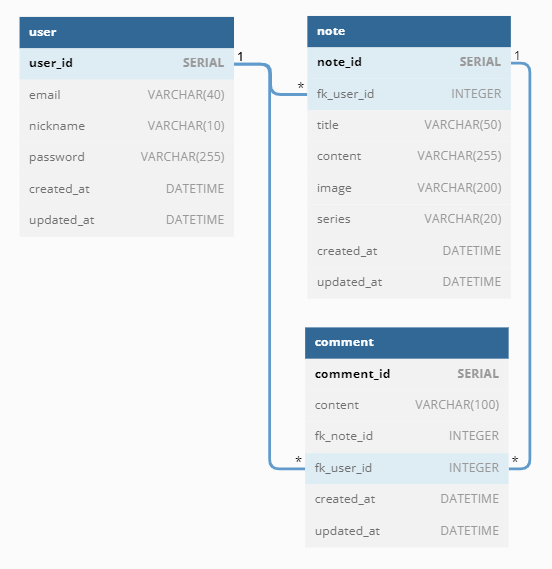 user
user_id SERIAL
email VARCHAR(40)
nickname VARCHAR(10)
password VARCHAR(255)
created_at DATETIME
updated_at DATETIME
1
*
note
note_id SERIAL
fk_user_id INTEGER
title VARCHAR(50)
content VARCHAR(255)
image VARCHAR(200)
series VARCHAR(20)
created_at DATETIME
updated_at DATETIME
1
comment
comment_id SERIAL
content VARCHAR(100)
fk_note_id INTEGER
* fk_user_id INTEGER *
created_at DATETIME
updated_at DATETIME